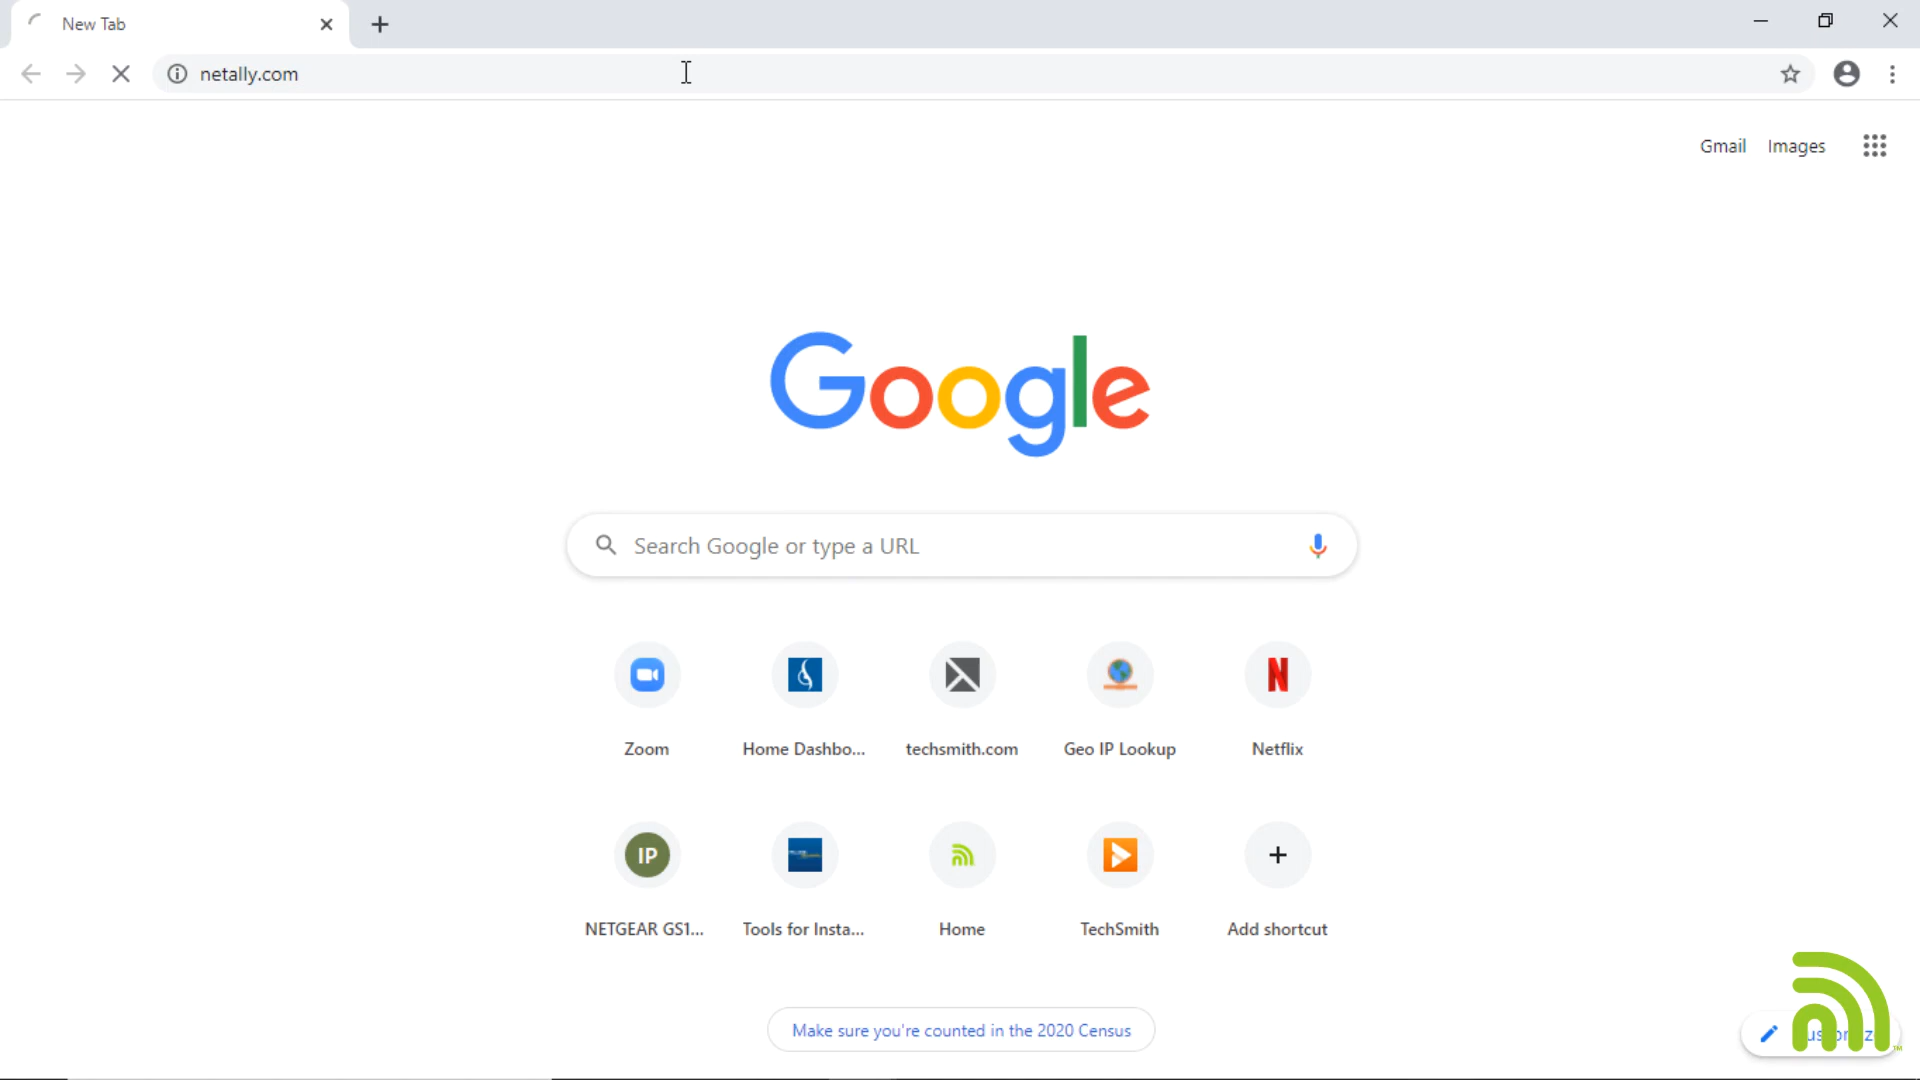 New Tab
netally.com
Gmail Images
Google
Search Google or type a URL
Zoom Home Dashbo... techsmith.com Geo IP Lookup Netflix
IP
NETGEAR GS1... Tools for Insta... Home TechSmith Add shortcut
Make sure you're counted in the 2020 Census